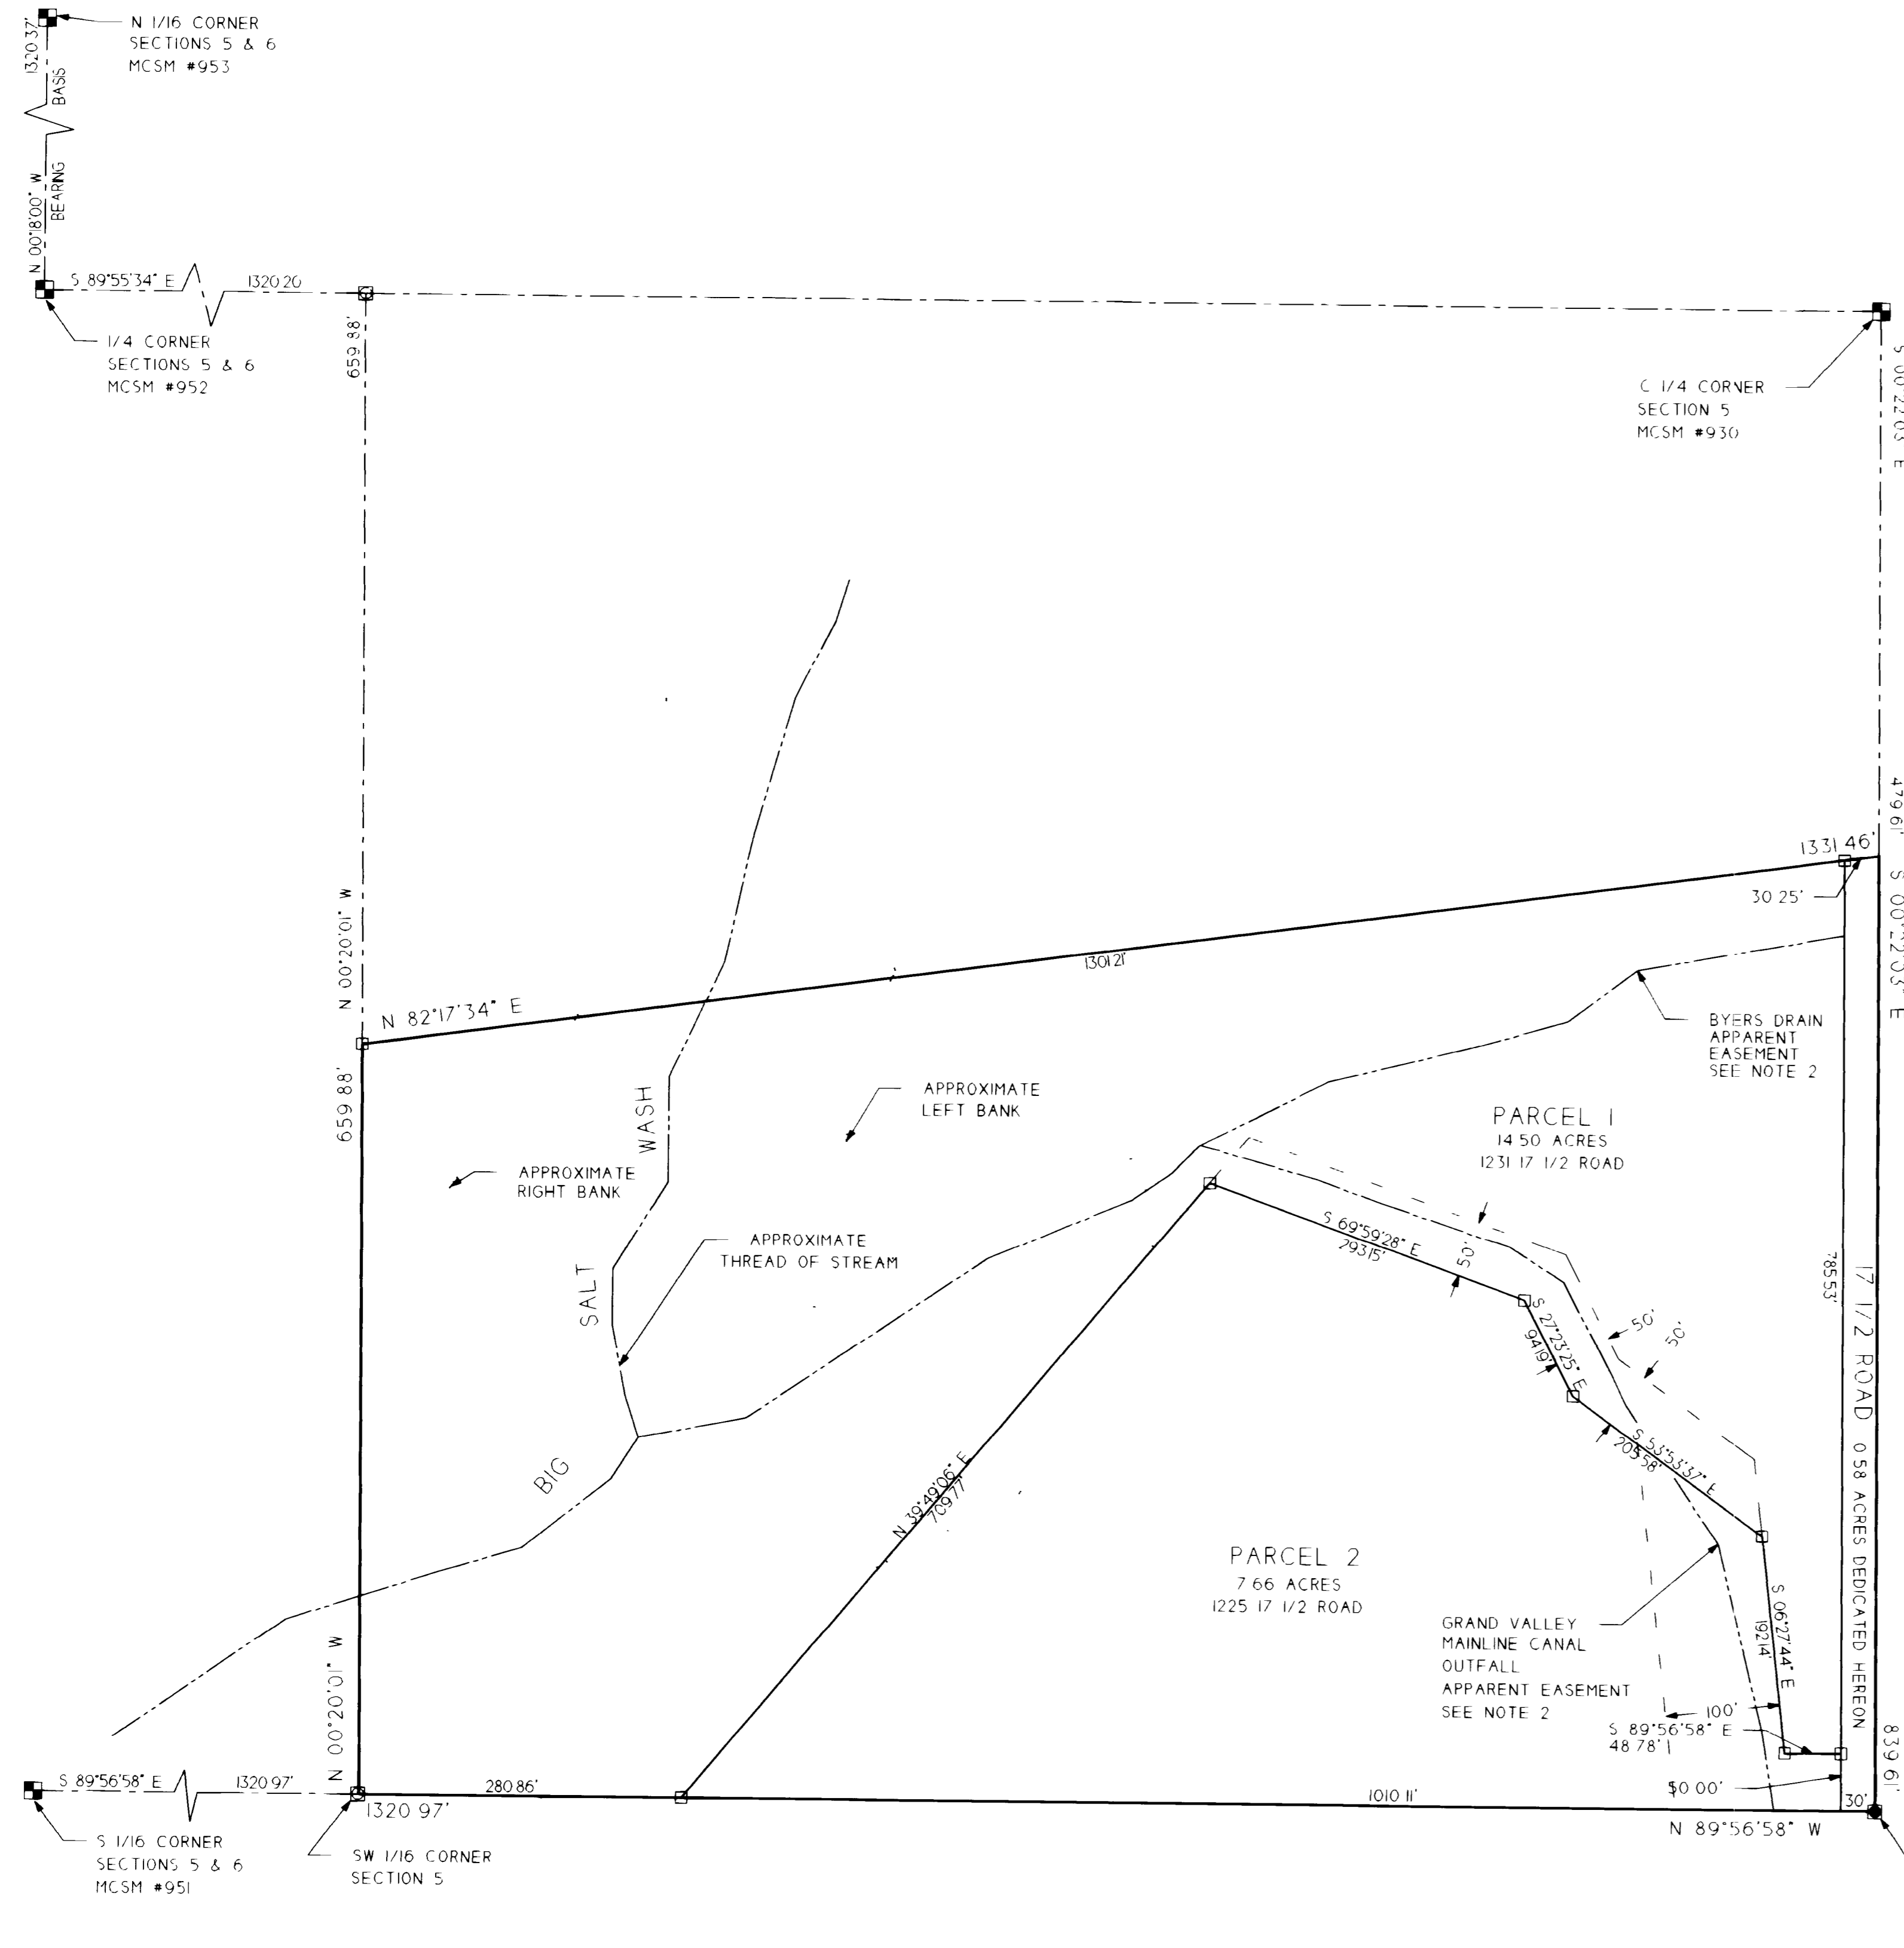 1320 37'
N 1/16 CORNER
SECTIONS 5 & 6
MCSM #953
BASIS
BEARING
N 00°18'00" W
S 89°55'34" E
1320 20
1/4 CORNER
SECTIONS 5 & 6
MCSM #952
659 88'
C 1/4 CORNER
SECTION 5
MCSM #930
S 00°22'03" E
479 61'
1331 46'
30 25'
S 00°22'03" E
N 00°20'01" W
N 82°17'34" E
1301 21'
659 88'
BYERS DRAIN
APPARENT
EASEMENT
SEE NOTE 2
APPROXIMATE
LEFT BANK
WASH
PARCEL 1
14 50 ACRES
1231 17 1/2 ROAD
APPROXIMATE
RIGHT BANK
APPROXIMATE
THREAD OF STREAM
SALT
BIG
S 69°59'28" E
293 15'
50'
S 27°23'25" E
94 19'
50'
50'
785 53'
17 1/2 ROAD 0 58 ACRES DEDICATED HEREON
S 53°53'37" E
205 58'
N 39°49'06" E
709 77'
PARCEL 2
7 66 ACRES
1225 17 1/2 ROAD
GRAND VALLEY
MAINLINE CANAL
OUTFALL
APPARENT EASEMENT
SEE NOTE 2
S 06°27'44" E
192 14'
100'
S 89°56'58" E
48 78'
839 61'
N 00°20'01" W
S 89°56'58" E
1320 97'
280 86'
1010 11'
30'
1320 97'
N 89°56'58" W
S 1/16 CORNER
SECTIONS 5 & 6
MCSM #951
SW 1/16 CORNER
SECTION 5